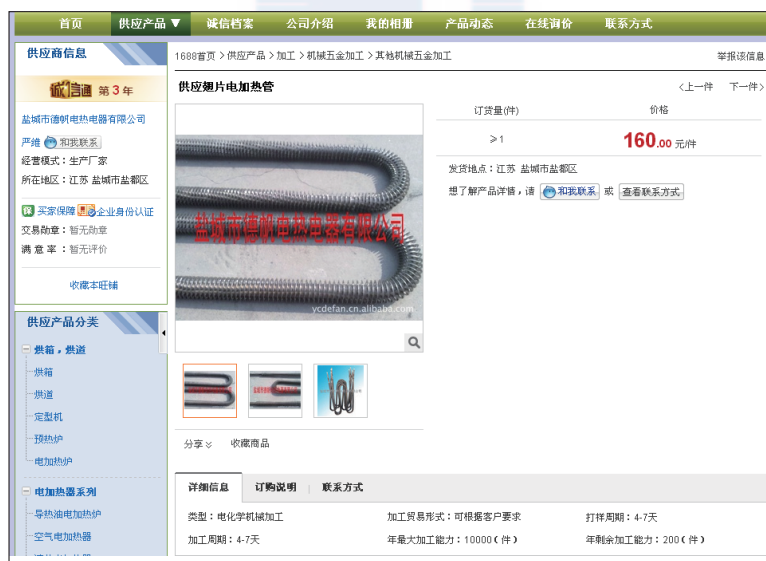 首页 供应产品▼ 诚信档案 公司介绍 我的相册 产品动态 在线询价 联系方式
供应商信息
诚信通 第3年
盐城市德帆电热电器有限公司
严维 和我联系
经营模式：生产厂家
所在地区：江苏 盐城市盐都区
保 买家保障 企业身份认证
交易勋章：暂无勋章
满 意 率：暂无评价
收藏本旺铺
供应产品分类
烘箱，烘道
烘箱
烘道
定型机
预热炉
电加热炉
电加热器系列
导热油电加热炉
空气电加热器
1688首页 > 供应产品 > 加工 > 机械五金加工 > 其他机械五金加工
举报该信息
供应翅片电加热管
<上一件 下一件>
盐城市德帆电热电器有限公司
ycdefan.cn.alibaba.com
订货量(件) 价格
≥1 160.00 元/件
发货地点：江苏 盐城市盐都区
想了解产品详情，请 和我联系 或 查看联系方式
分享 收藏商品
详细信息 订购说明 联系方式
类型：电化学机械加工 加工贸易形式：可根据客户要求 打样周期：4-7天
加工周期：4-7天 年最大加工能力：10000（件） 年剩余加工能力：200（件）